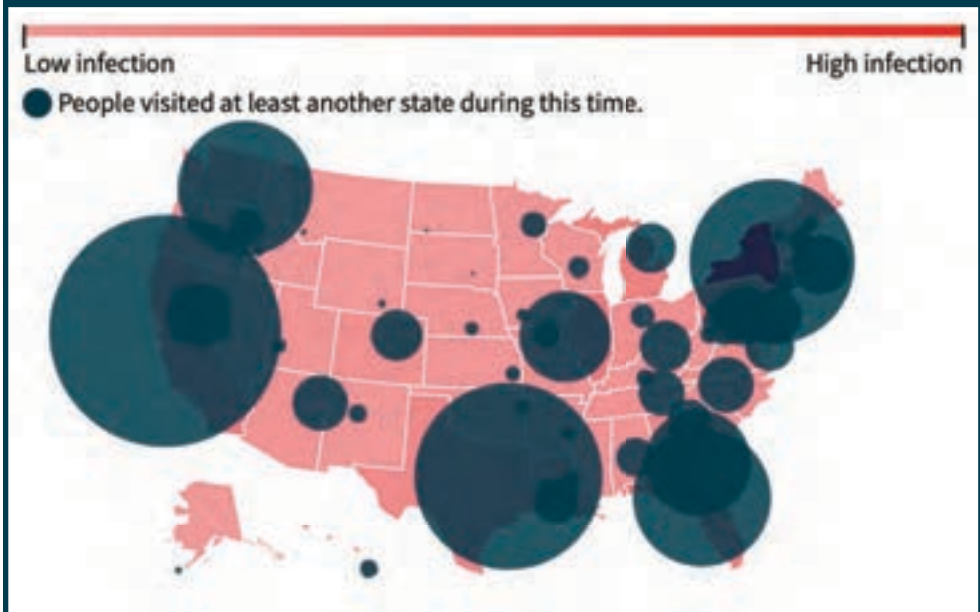 Low infection
High infection
People visited at least another state during this time.